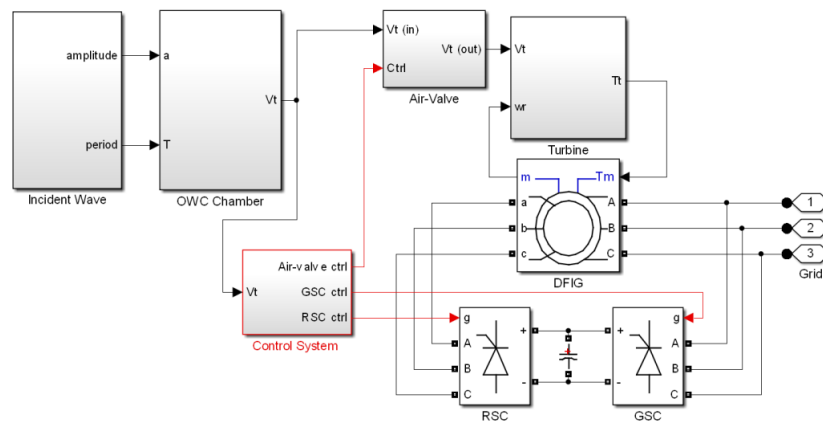 amplitude
period
Incident Wave
a
T
Vt
OWC Chamber
Vt (in)
Ctrl
Vt (out)
Air-Valve
Vt
wr
Tt
Turbine
m
Tm
a
b
c
A
B
C
DFIG
1
2
3
Grid
Vt
Air-valve ctrl
GSC ctrl
RSC ctrl
Control System
g
A
B
C
+
-
RSC
+
-
g
A
B
C
GSC